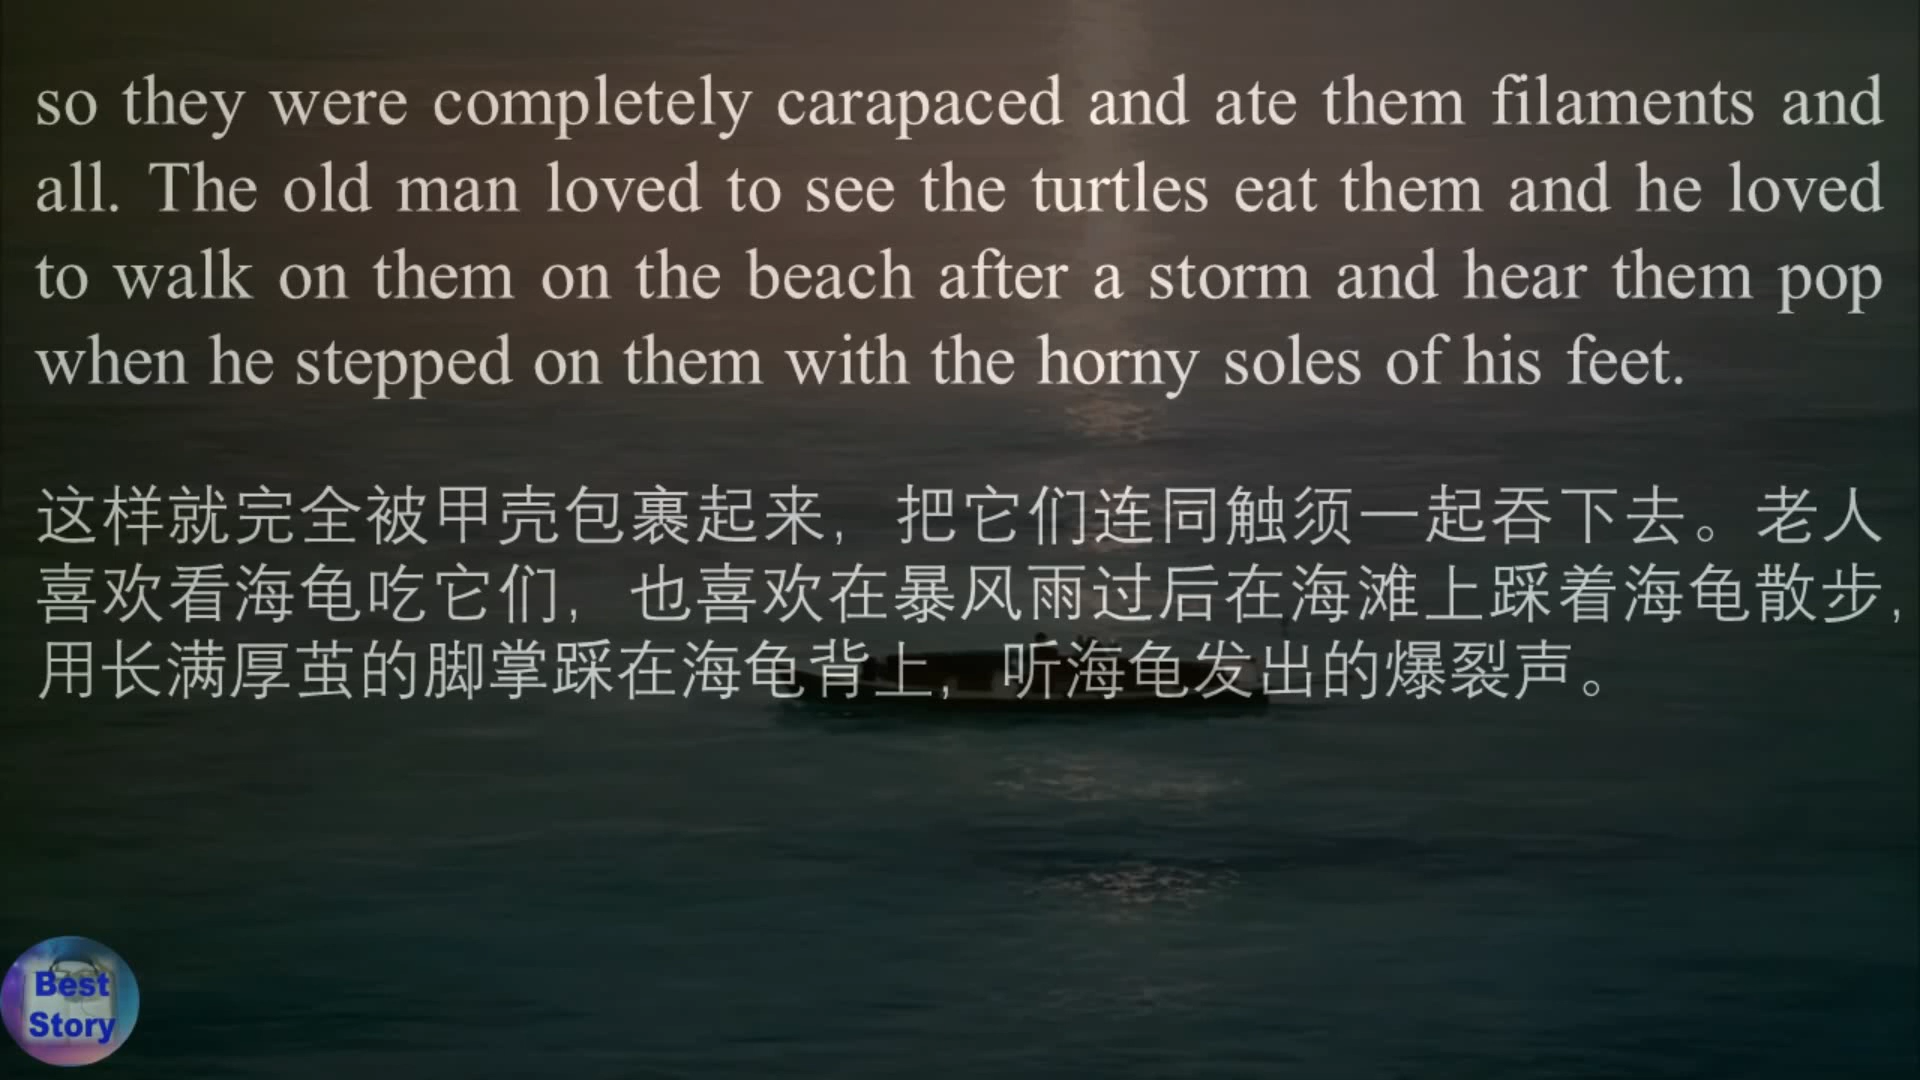 so they were completely carapaced and ate them filaments and
all. The old man loved to see the turtles eat them and he loved
to walk on them on the beach after a storm and hear them pop
when he stepped on them with the horny soles of his feet.
这样就完全被甲壳包裹起来，把它们连同触须一起吞下去。老人
喜欢看海龟吃它们，也喜欢在暴风雨过后在海滩上踩着海龟散步，
用长满厚茧的脚掌踩在海龟背上，听海龟发出的爆裂声。
Best
Story